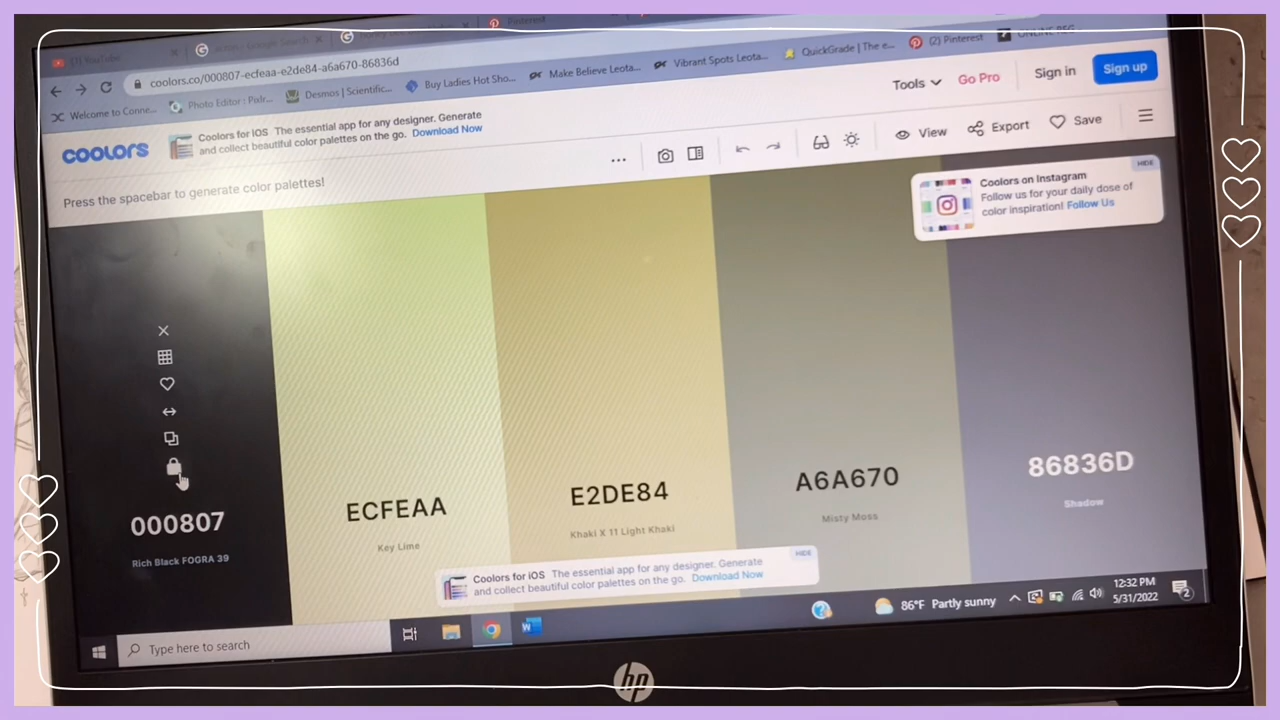 (1) YouTube
Pinterest
coolors.co/000807-ecfeaa-e2de84-a6a670-86836d
Welcome to Conne...
Photo Editor : Pixlr...
Desmos | Scientific...
Buy Ladies Hot Sho...
Make Believe Leota...
Vibrant Spots Leota...
QuickGrade | The e...
(2) Pinterest
ONLINE REG
coolors
Coolors for iOS The essential app for any designer. Generate
and collect beautiful color palettes on the go. Download Now
Tools
Go Pro
Sign in
Sign up
Press the spacebar to generate color palettes!
View
Export
Save
HIDE
Coolors on Instagram
Follow us for your daily dose of
color inspiration! Follow Us
000807
Rich Black FOGRA 39
ECFEAA
Key Lime
E2DE84
Khaki X 11 Light Khaki
A6A670
Misty Moss
86836D
Shadow
HIDE
Coolors for iOS The essential app for any designer. Generate
and collect beautiful color palettes on the go. Download Now
Type here to search
86°F Partly sunny
12:32 PM
5/31/2022
2
hp